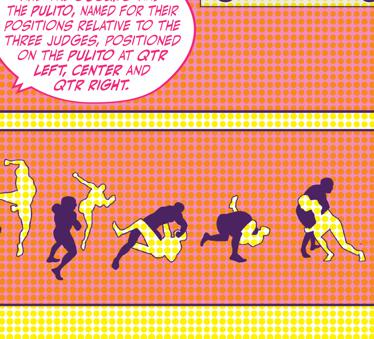 THE PULITO, NAMED FOR THEIR
POSITIONS RELATIVE TO THE
THREE JUDGES, POSITIONED
ON THE PULITO AT QTR
LEFT, CENTER AND
QTR RIGHT.